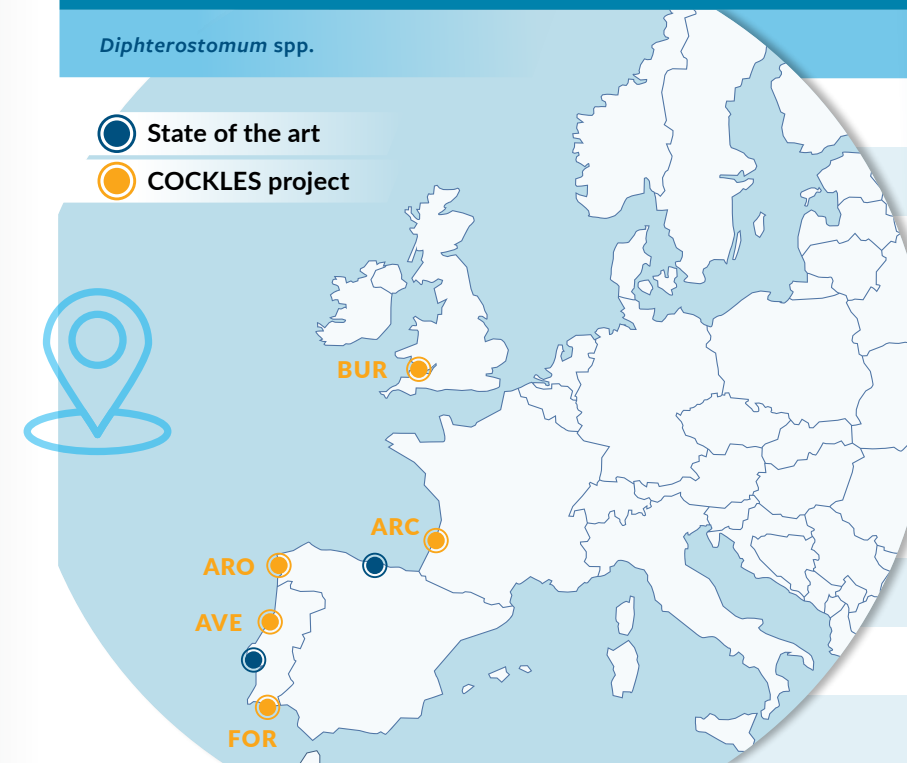 Diphterostomum spp.
State of the art
COCKLES project
BUR
ARC
ARO
AVE
FOR